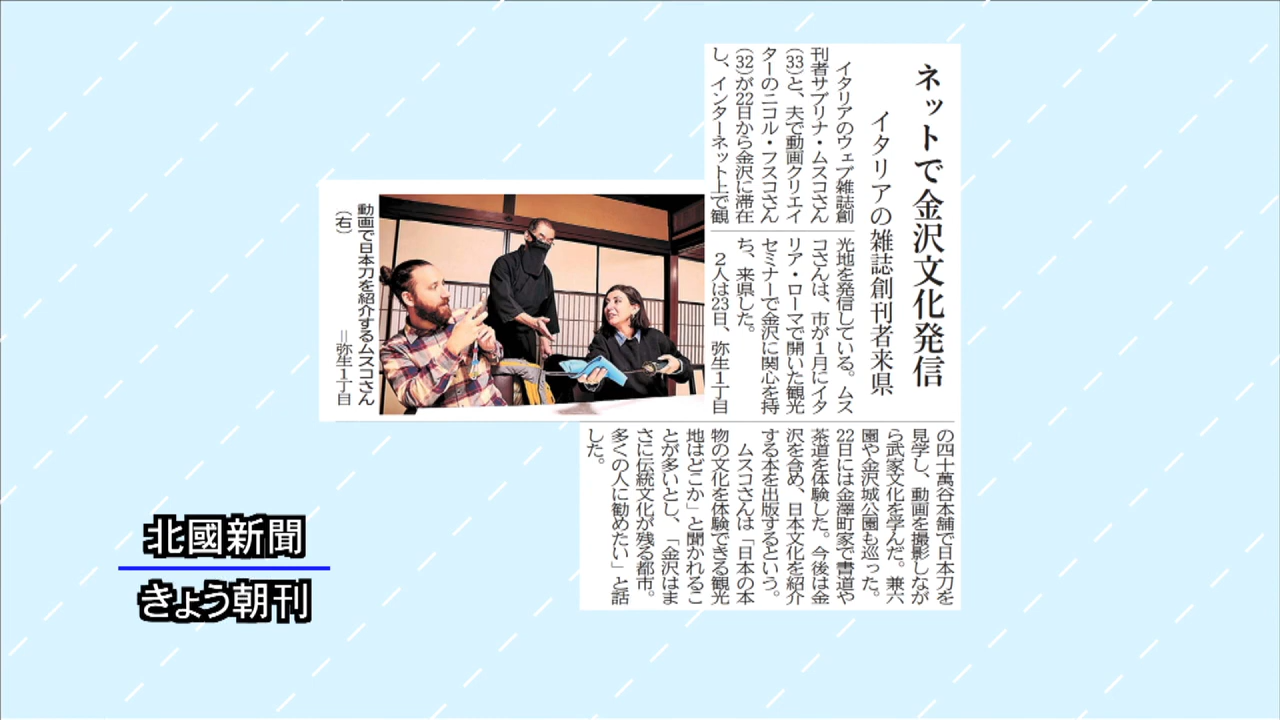 ネットで金沢文化発信
イタリアの雑誌創刊者来県
イタリアのウェブ雑誌創
刊者サブリナ・ムスコさん
(33)と、夫で動画クリエイ
ターのニコル・フスコさん
(32)が22日から金沢に滞在
し、インターネット上で観
光地を発信している。ムス
コさんは、市が1月にイタ
リア・ローマで開いた観光
セミナーで金沢に関心を持
ち、来県した。
2人は23日、弥生1丁目
の四十萬谷本舗で日本刀を
見学し、動画を撮影しなが
ら武家文化を学んだ。兼六
園や金沢城公園も巡った。
22日には金澤町家で書道や
茶道を体験した。今後は金
沢を含め、日本文化を紹介
する本を出版するという。
ムスコさんは「日本の本
物の文化を体験できる観光
地はどこか」と聞かれるこ
とが多いとし、「金沢はま
さに伝統文化が残る都市。
多くの人に勧めたい」と話
した。
動画で日本刀を紹介するムスコさん
(右) =弥生1丁目
北國新聞
きょう朝刊